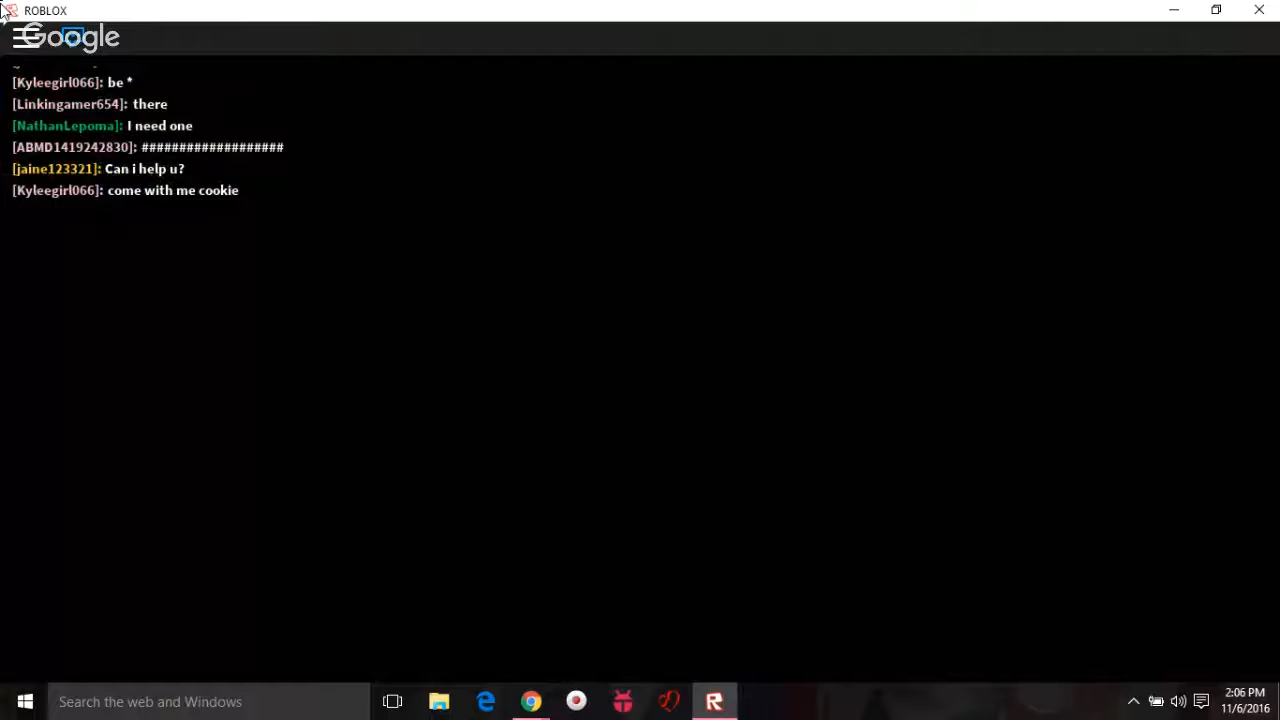 ROBLOX
Google
[Kyleegirl066]: be *
[Linkingamer654]: there
[NathanLepoma]: I need one
[ABMD1419242830]: ###################
[jaine123321]: Can i help u?
[Kyleegirl066]: come with me cookie
Search the web and Windows
2:06 PM
11/6/2016